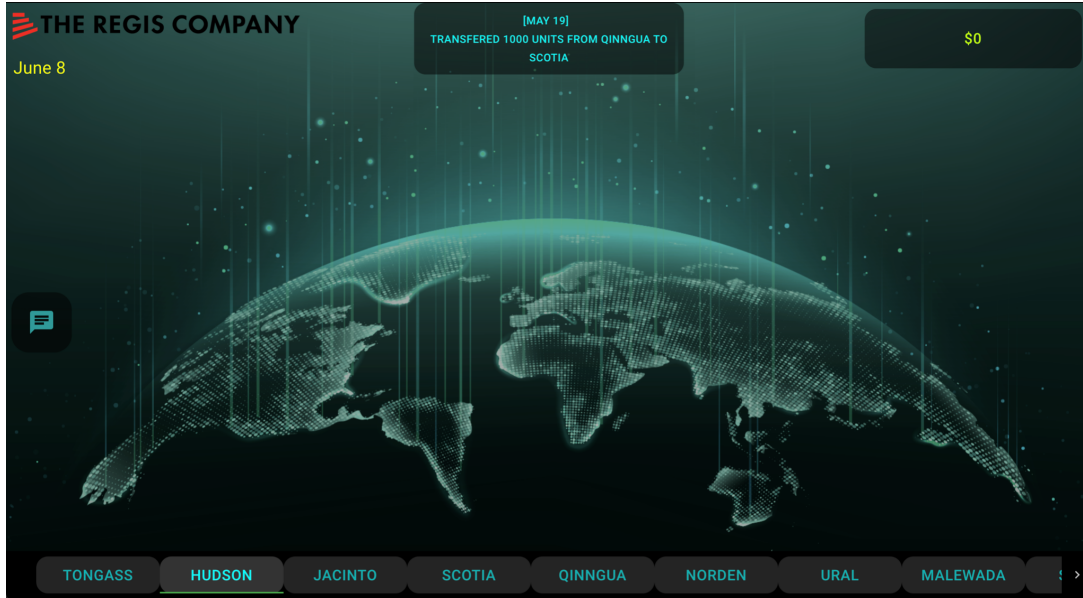 THE REGIS COMPANY
June 8
[MAY 19]
TRANSFERED 1000 UNITS FROM QINNGUA TO
SCOTIA
$0
TONGASS
HUDSON
JACINTO
SCOTIA
QINNGUA
NORDEN
URAL
MALEWADA